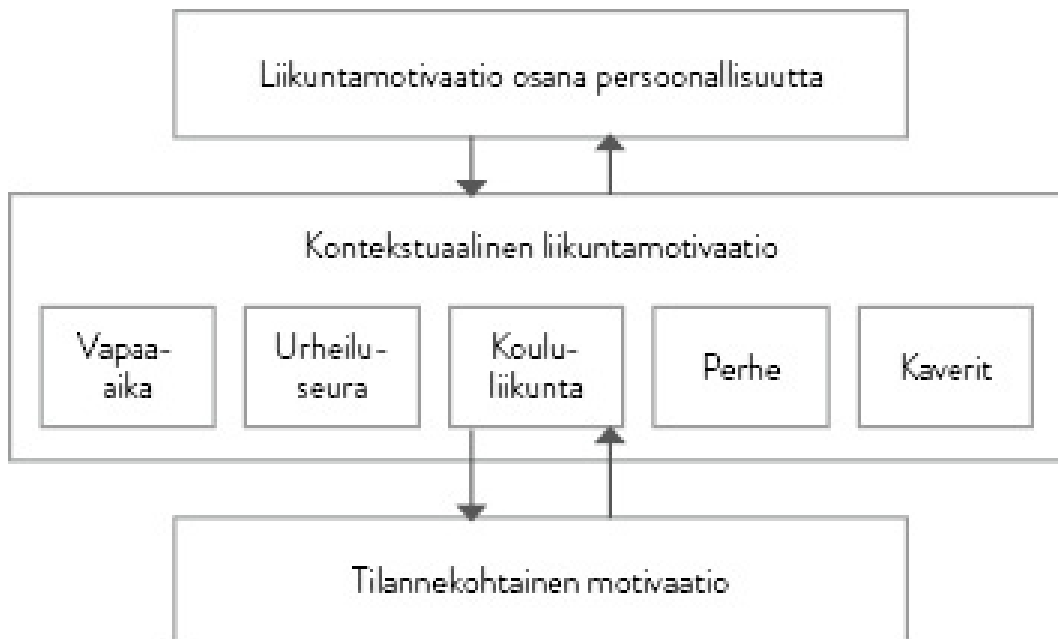 Liikuntamotivaatio osana persoonallisuutta
Kontekstuaalinen liikuntamotivaatio
Vapaa-
aika
Urheilu-
seura
Koulu-
liikunta
Perhe
Kaverit
Tilannekohtainen motivaatio